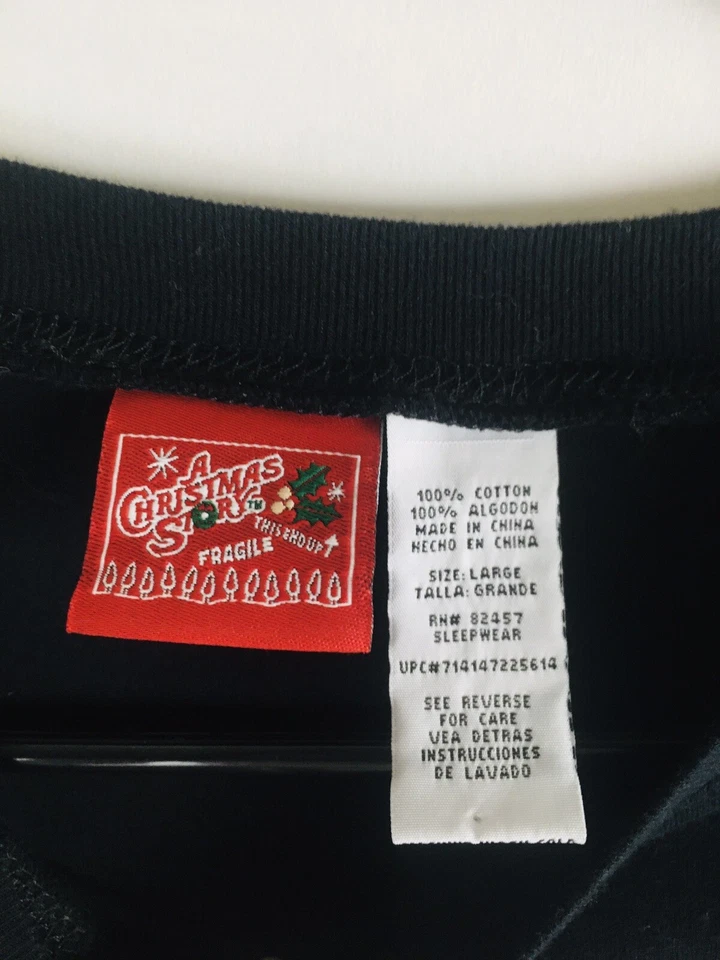 A
CHRISTMAS
STORY™
THIS END UP↑
FRAGILE
100% COTTON
100% ALGODON
MADE IN CHINA
HECHO EN CHINA
SIZE: LARGE
TALLA: GRANDE
RN# 82457
SLEEPWEAR
UPC#714147225614
SEE REVERSE
FOR CARE
VEA DETRAS
INSTRUCCIONES
DE LAVADO